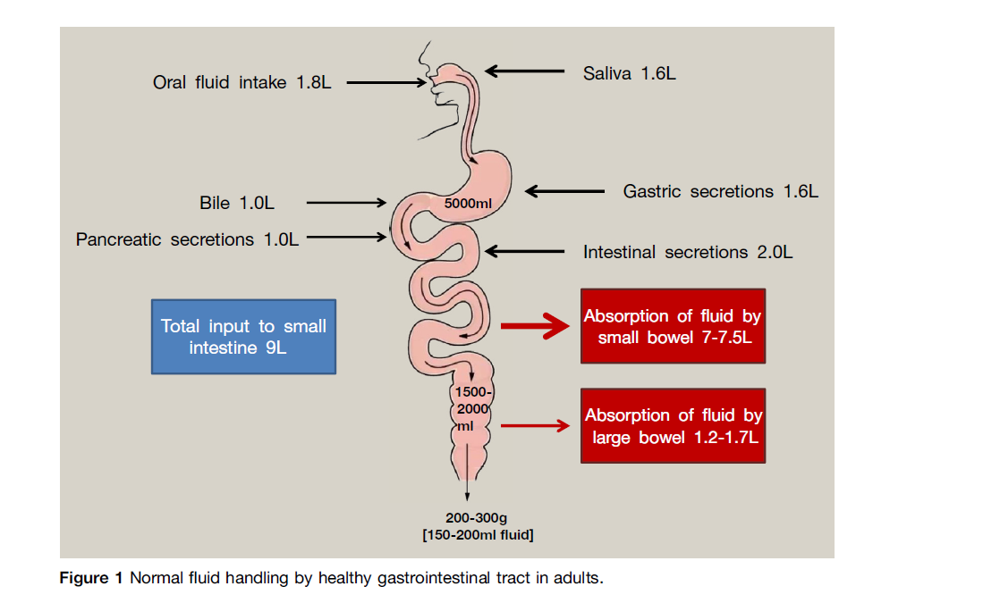 Oral fluid intake 1.8L
Saliva 1.6L
Gastric secretions 1.6L
Bile 1.0L
5000ml
Pancreatic secretions 1.0L
Intestinal secretions 2.0L
Total input to small
intestine 9L
Absorption of fluid by
small bowel 7-7.5L
1500-
2000
ml
Absorption of fluid by
large bowel 1.2-1.7L
200-300g
[150-200ml fluid]
Figure 1 Normal fluid handling by healthy gastrointestinal tract in adults.